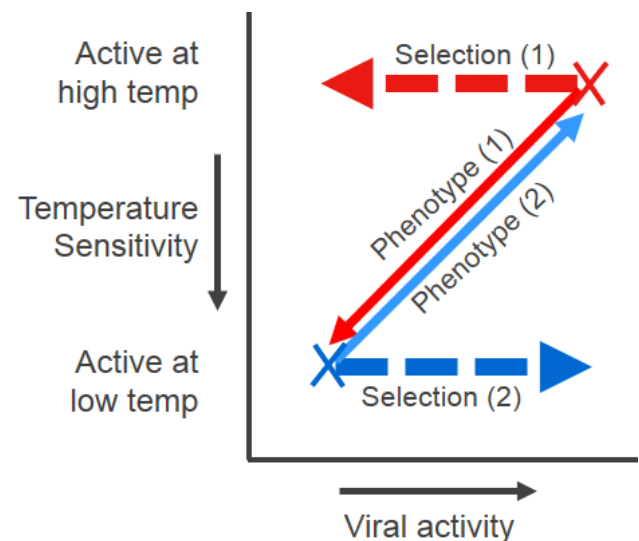 Active at
high temp
Selection (1)
Phenotype (1)
Phenotype (2)
Temperature
Sensitivity
Active at
low temp
Selection (2)
Viral activity